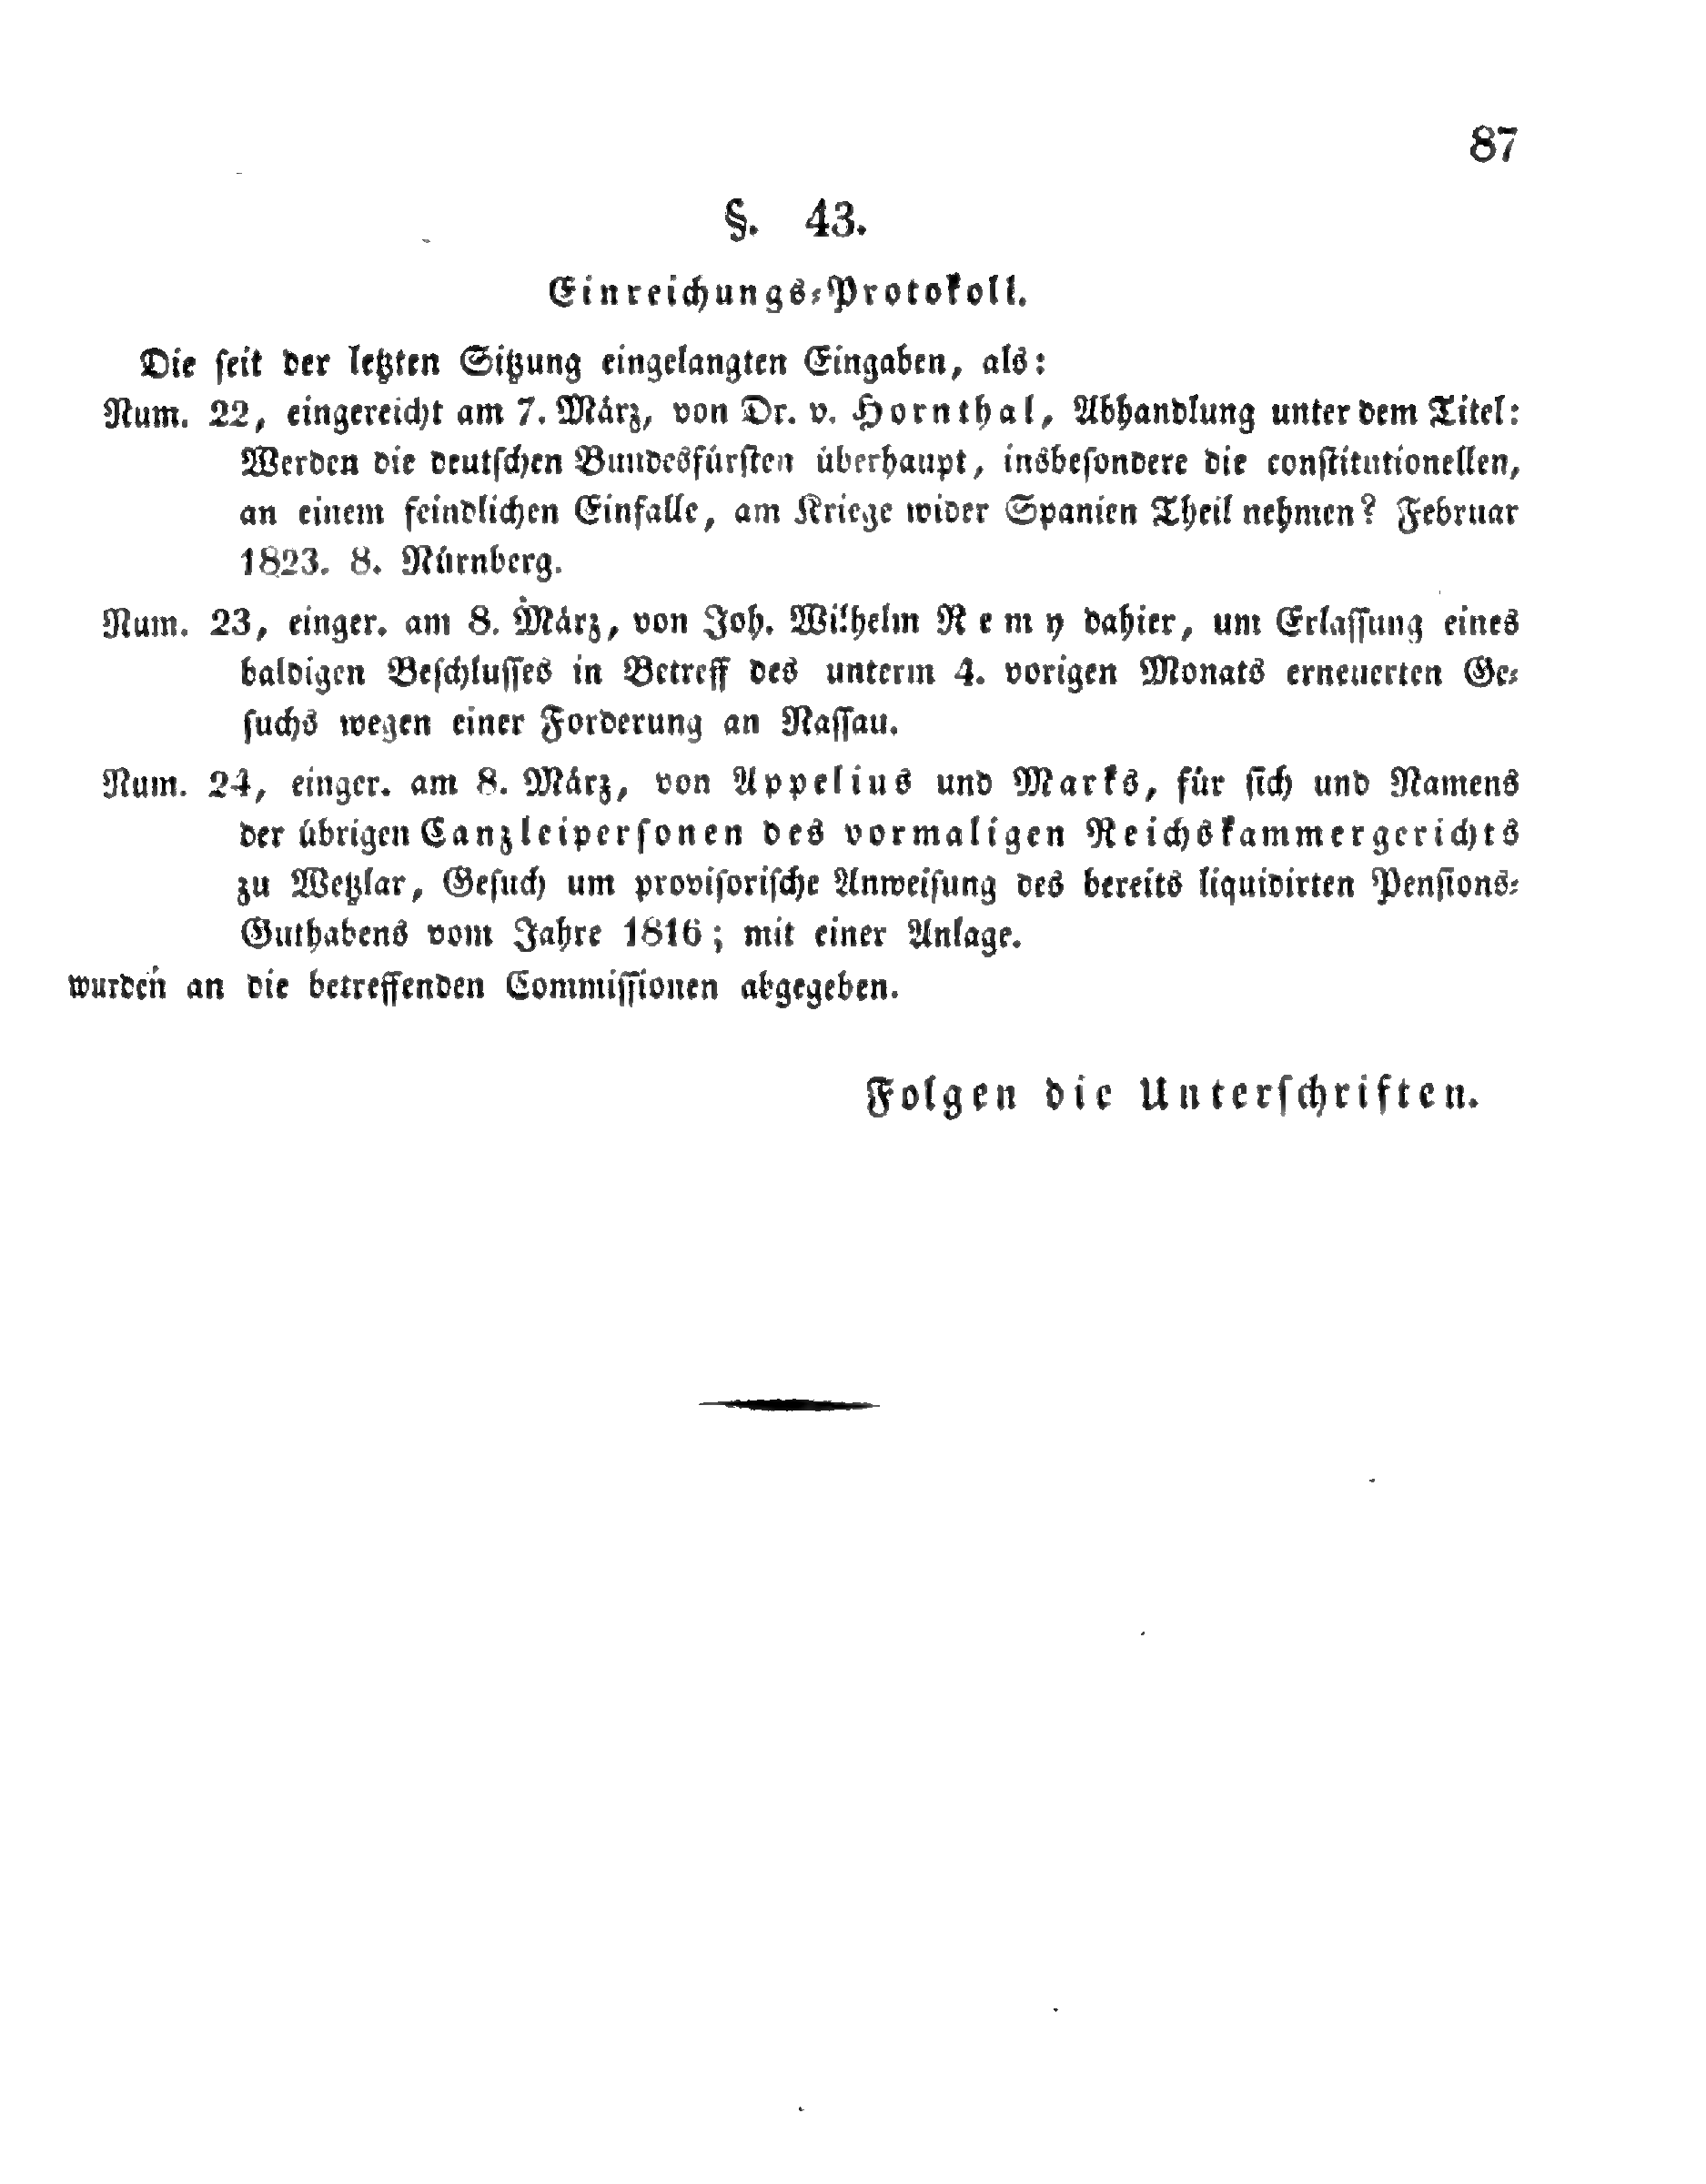 87
§. 43.
Einreichungs-Protokoll.
Die seit der letzten Sitzung eingelangten Eingaben, als:
Num. 22, eingereicht am 7. März, von Dr. v. Hornthal, Abhandlung unter dem Titel:
Werden die deutschen Bundesfürsten überhaupt, insbesondere die constitutionellen,
an einem feindlichen Einfalle, am Kriege wider Spanien Theil nehmen? Februar
1823. 8. Nürnberg.
Num. 23, einger. am 8. März, von Joh. Wilhelm Remy dahier, um Erlassung eines
baldigen Beschlusses in Betreff des unterm 4. vorigen Monats erneuerten Ge-
suchs wegen einer Forderung an Nassau.
Num. 24, einger. am 8. März, von Appelius und Marks, für sich und Namens
der übrigen Canzleipersonen des vormaligen Reichskammergerichts
zu Wetzlar, Gesuch um provisorische Anweisung des bereits liquidirten Pensions-
Guthabens vom Jahre 1816; mit einer Anlage.
wurden an die betreffenden Commissionen abgegeben.
Folgen die Unterschriften.